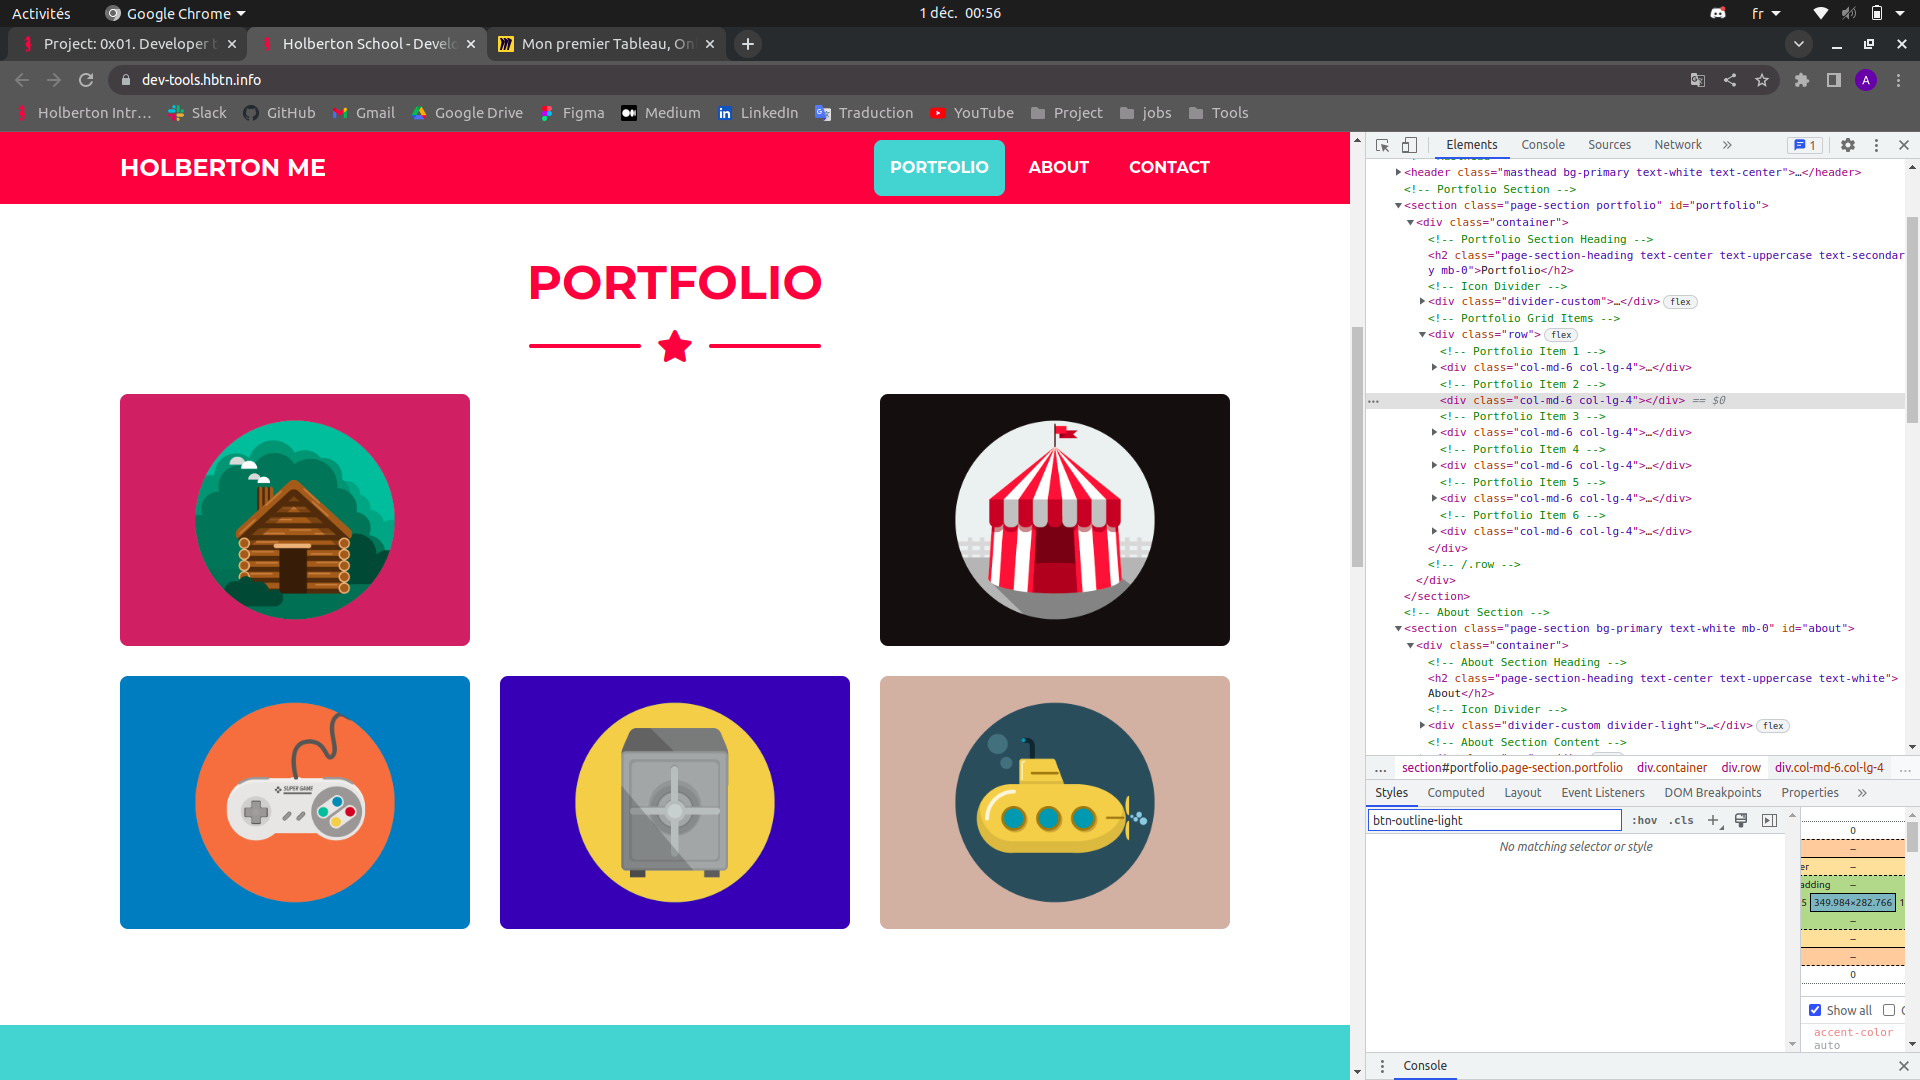 Activités
Google Chrome
1 déc. 00:56
fr
Project: 0x01. Developer t
Holberton School - Develo
Mon premier Tableau, Onl
dev-tools.hbtn.info
A
Holberton Intr...
Slack
GitHub
Gmail
Google Drive
Figma
Medium
LinkedIn
Traduction
YouTube
Project
jobs
Tools
HOLBERTON ME
PORTFOLIO
ABOUT
CONTACT
PORTFOLIO
SUPER GAME
Elements
Console
Sources
Network
»
1
<header class="masthead bg-primary text-white text-center">…</header>
<!-- Portfolio Section -->
<section class="page-section portfolio" id="portfolio">
<div class="container">
<!-- Portfolio Section Heading -->
<h2 class="page-section-heading text-center text-uppercase text-secondar
y mb-0">Portfolio</h2>
<!-- Icon Divider -->
<div class="divider-custom">…</div> flex
<!-- Portfolio Grid Items -->
<div class="row"> flex
<!-- Portfolio Item 1 -->
<div class="col-md-6 col-lg-4">…</div>
<!-- Portfolio Item 2 -->
… <div class="col-md-6 col-lg-4"></div> == $0
<!-- Portfolio Item 3 -->
<div class="col-md-6 col-lg-4">…</div>
<!-- Portfolio Item 4 -->
<div class="col-md-6 col-lg-4">…</div>
<!-- Portfolio Item 5 -->
<div class="col-md-6 col-lg-4">…</div>
<!-- Portfolio Item 6 -->
<div class="col-md-6 col-lg-4">…</div>
</div>
<!-- /.row -->
</div>
</section>
<!-- About Section -->
<section class="page-section bg-primary text-white mb-0" id="about">
<div class="container">
<!-- About Section Heading -->
<h2 class="page-section-heading text-center text-uppercase text-white">
About</h2>
<!-- Icon Divider -->
<div class="divider-custom divider-light">…</div> flex
<!-- About Section Content -->
… section#portfolio.page-section.portfolio div.container div.row div.col-md-6.col-lg-4 …
Styles
Computed
Layout
Event Listeners
DOM Breakpoints
Properties
»
btn-outline-light
:hov
.cls
No matching selector or style
0
–
er –
adding –
5 349.984×282.766 1
–
–
–
0
Show all
accent-color
auto
Console